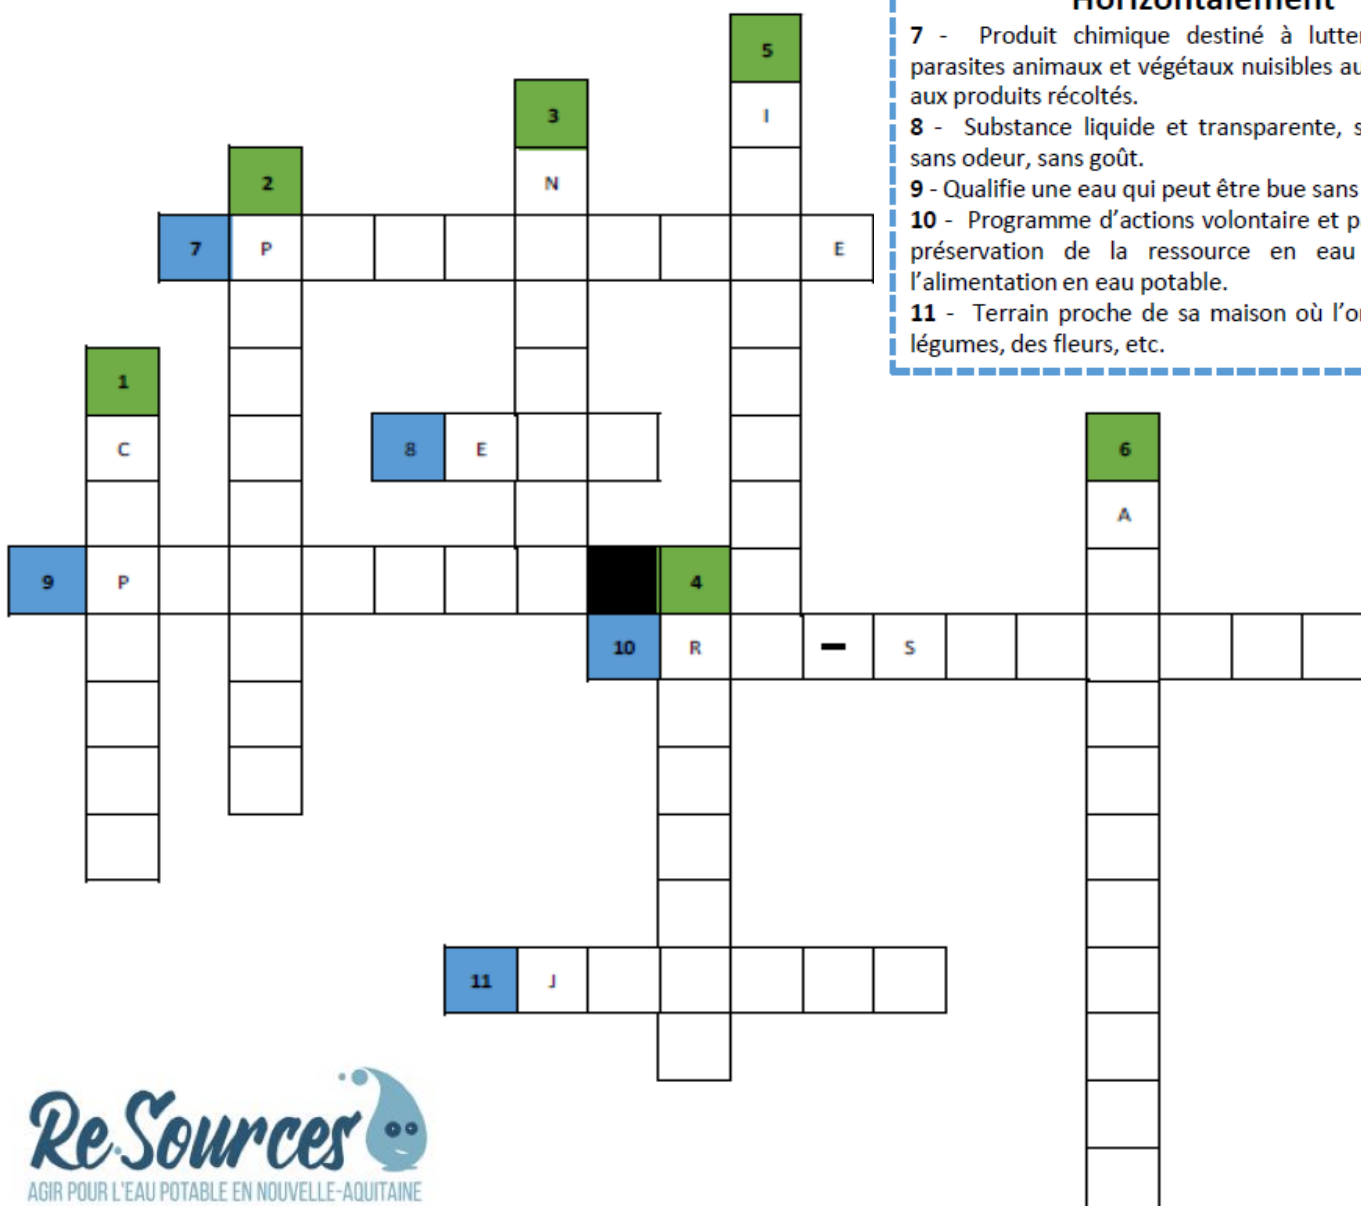 Horizontalement
7 - Produit chimique destiné à lutter
parasites animaux et végétaux nuisibles au
aux produits récoltés.
8 - Substance liquide et transparente, s
sans odeur, sans goût.
9 - Qualifie une eau qui peut être bue sans
10 - Programme d'actions volontaire et p
préservation de la ressource en eau
l'alimentation en eau potable.
11 - Terrain proche de sa maison où l'o
légumes, des fleurs, etc.
5
3 I
2 N
7 P E
1
C 8 E 6
A
9 P 4
10 R - S
11 J
Re.Sources
AGIR POUR L'EAU POTABLE EN NOUVELLE-AQUITAINE